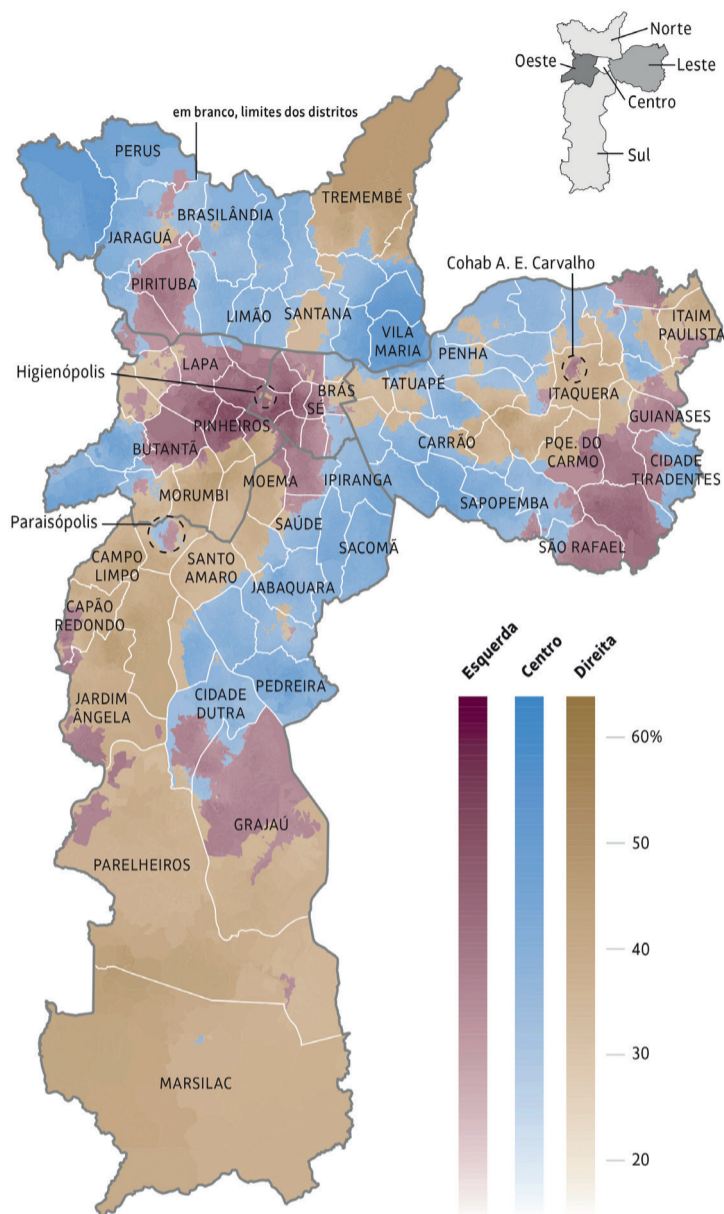 Norte
Oeste
Leste
Centro
Sul
em branco, limites dos distritos
PERUS
TREMEMBÉ
BRASILÂNDIA
JARAGUÁ
Cohab A. E. Carvalho
PIRITUBA
LIMÃO
SANTANA
ITAIM
PAULISTA
VILA
MARIA
PENHA
LAPA
Higienópolis
BRÁS
TATUAPÉ
ITAQUERA
SÉ
GUIANASES
PINHEIROS
BUTANTÃ
CARRÃO
PQE. DO
CARMO
CIDADE
TIRADENTES
MOEMA
IPIRANGA
MORUMBI
SAPOPEMBA
Paraisópolis
SAÚDE
SACOMÃ
SÃO RAFAEL
CAMPO
LIMPO
SANTO
AMARO
JABAQUARA
CAPÃO
REDONDO
PEDREIRA
CIDADE
DUTRA
JARDIM
ÂNGELA
GRAJAÚ
PARELHEIROS
MARSILAC
Esquerda
Centro
Direita
60%
50
40
30
20